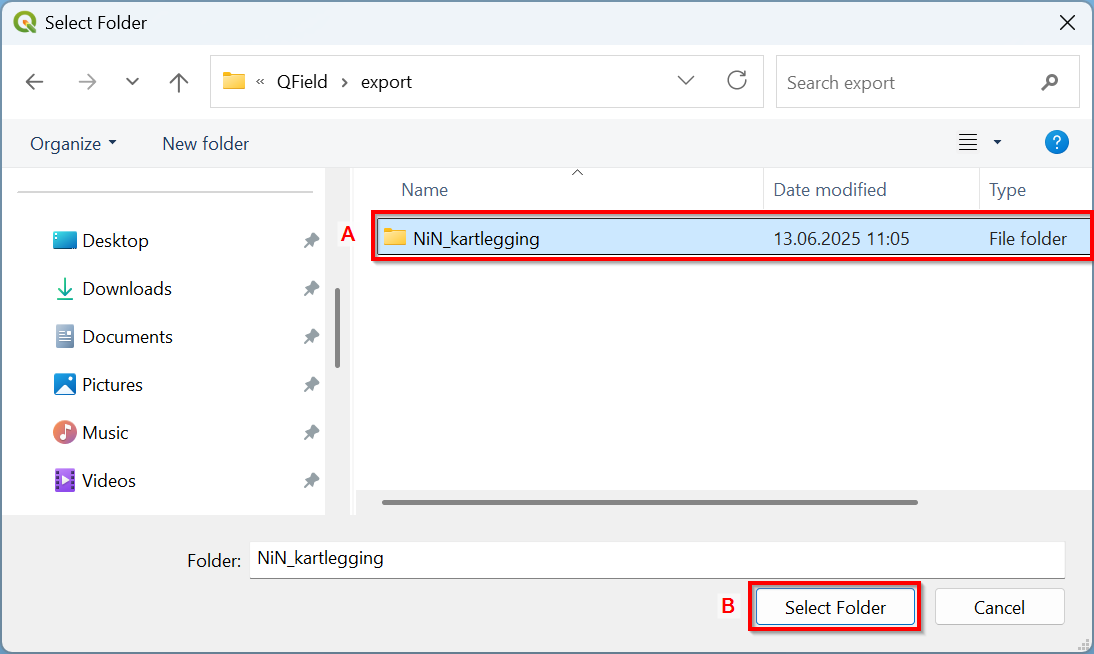 Select Folder
« QField › export
Search export
Organize
New folder
?
Name
Date modified
Type
Desktop
Downloads
Documents
Pictures
Music
Videos
A
NiN_kartlegging 13.06.2025 11:05 File folder
Folder: NiN_kartlegging
B
Select Folder
Cancel